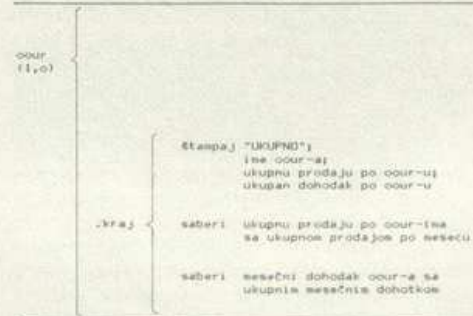 oour
(1,o)
štampaj "UKUPNO";
ime oour-a;
ukupnu prodaju po oour-u;
ukupan dohodak po oour-u
.kraj
saberi ukupnu prodaju po oour-ima
sa ukupnom prodajom po mesecu
saberi mesečni dohodak oour-a sa
ukupnim mesečnim dohotkom